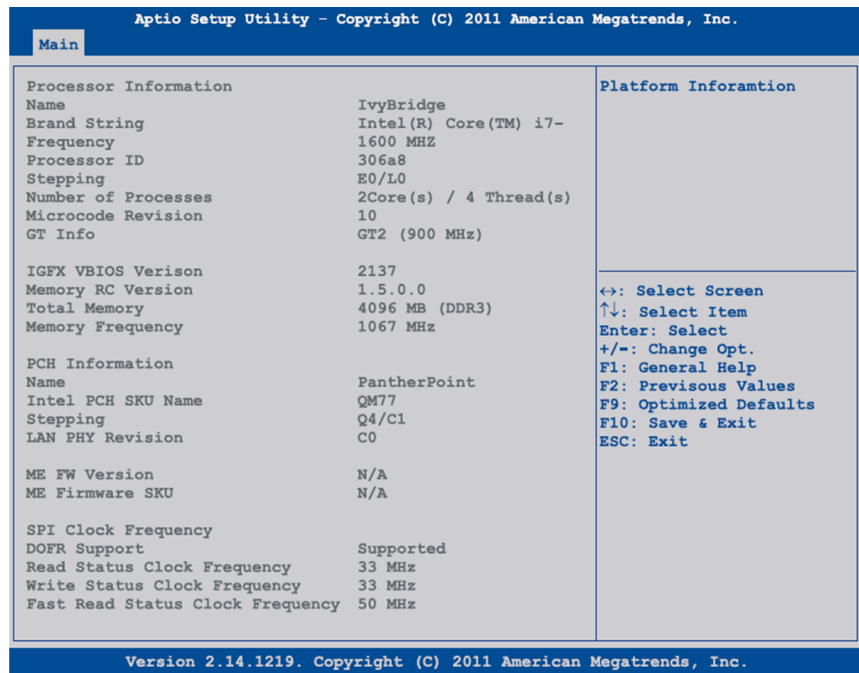 Aptio Setup Utility – Copyright (C) 2011 American Megatrends, Inc.
Main
Processor Information
Name IvyBridge
Brand String Intel(R) Core(TM) i7-
Frequency 1600 MHZ
Processor ID 306a8
Stepping E0/L0
Number of Processes 2Core(s) / 4 Thread(s)
Microcode Revision 10
GT Info GT2 (900 MHz)
IGFX VBIOS Verison 2137
Memory RC Version 1.5.0.0
Total Memory 4096 MB (DDR3)
Memory Frequency 1067 MHz
PCH Information
Name PantherPoint
Intel PCH SKU Name QM77
Stepping Q4/C1
LAN PHY Revision C0
ME FW Version N/A
ME Firmware SKU N/A
SPI Clock Frequency
DOFR Support Supported
Read Status Clock Frequency 33 MHz
Write Status Clock Frequency 33 MHz
Fast Read Status Clock Frequency 50 MHz
Platform Inforamtion
↔: Select Screen
↑↓: Select Item
Enter: Select
+/-: Change Opt.
F1: General Help
F2: Previsous Values
F9: Optimized Defaults
F10: Save & Exit
ESC: Exit
Version 2.14.1219. Copyright (C) 2011 American Megatrends, Inc.